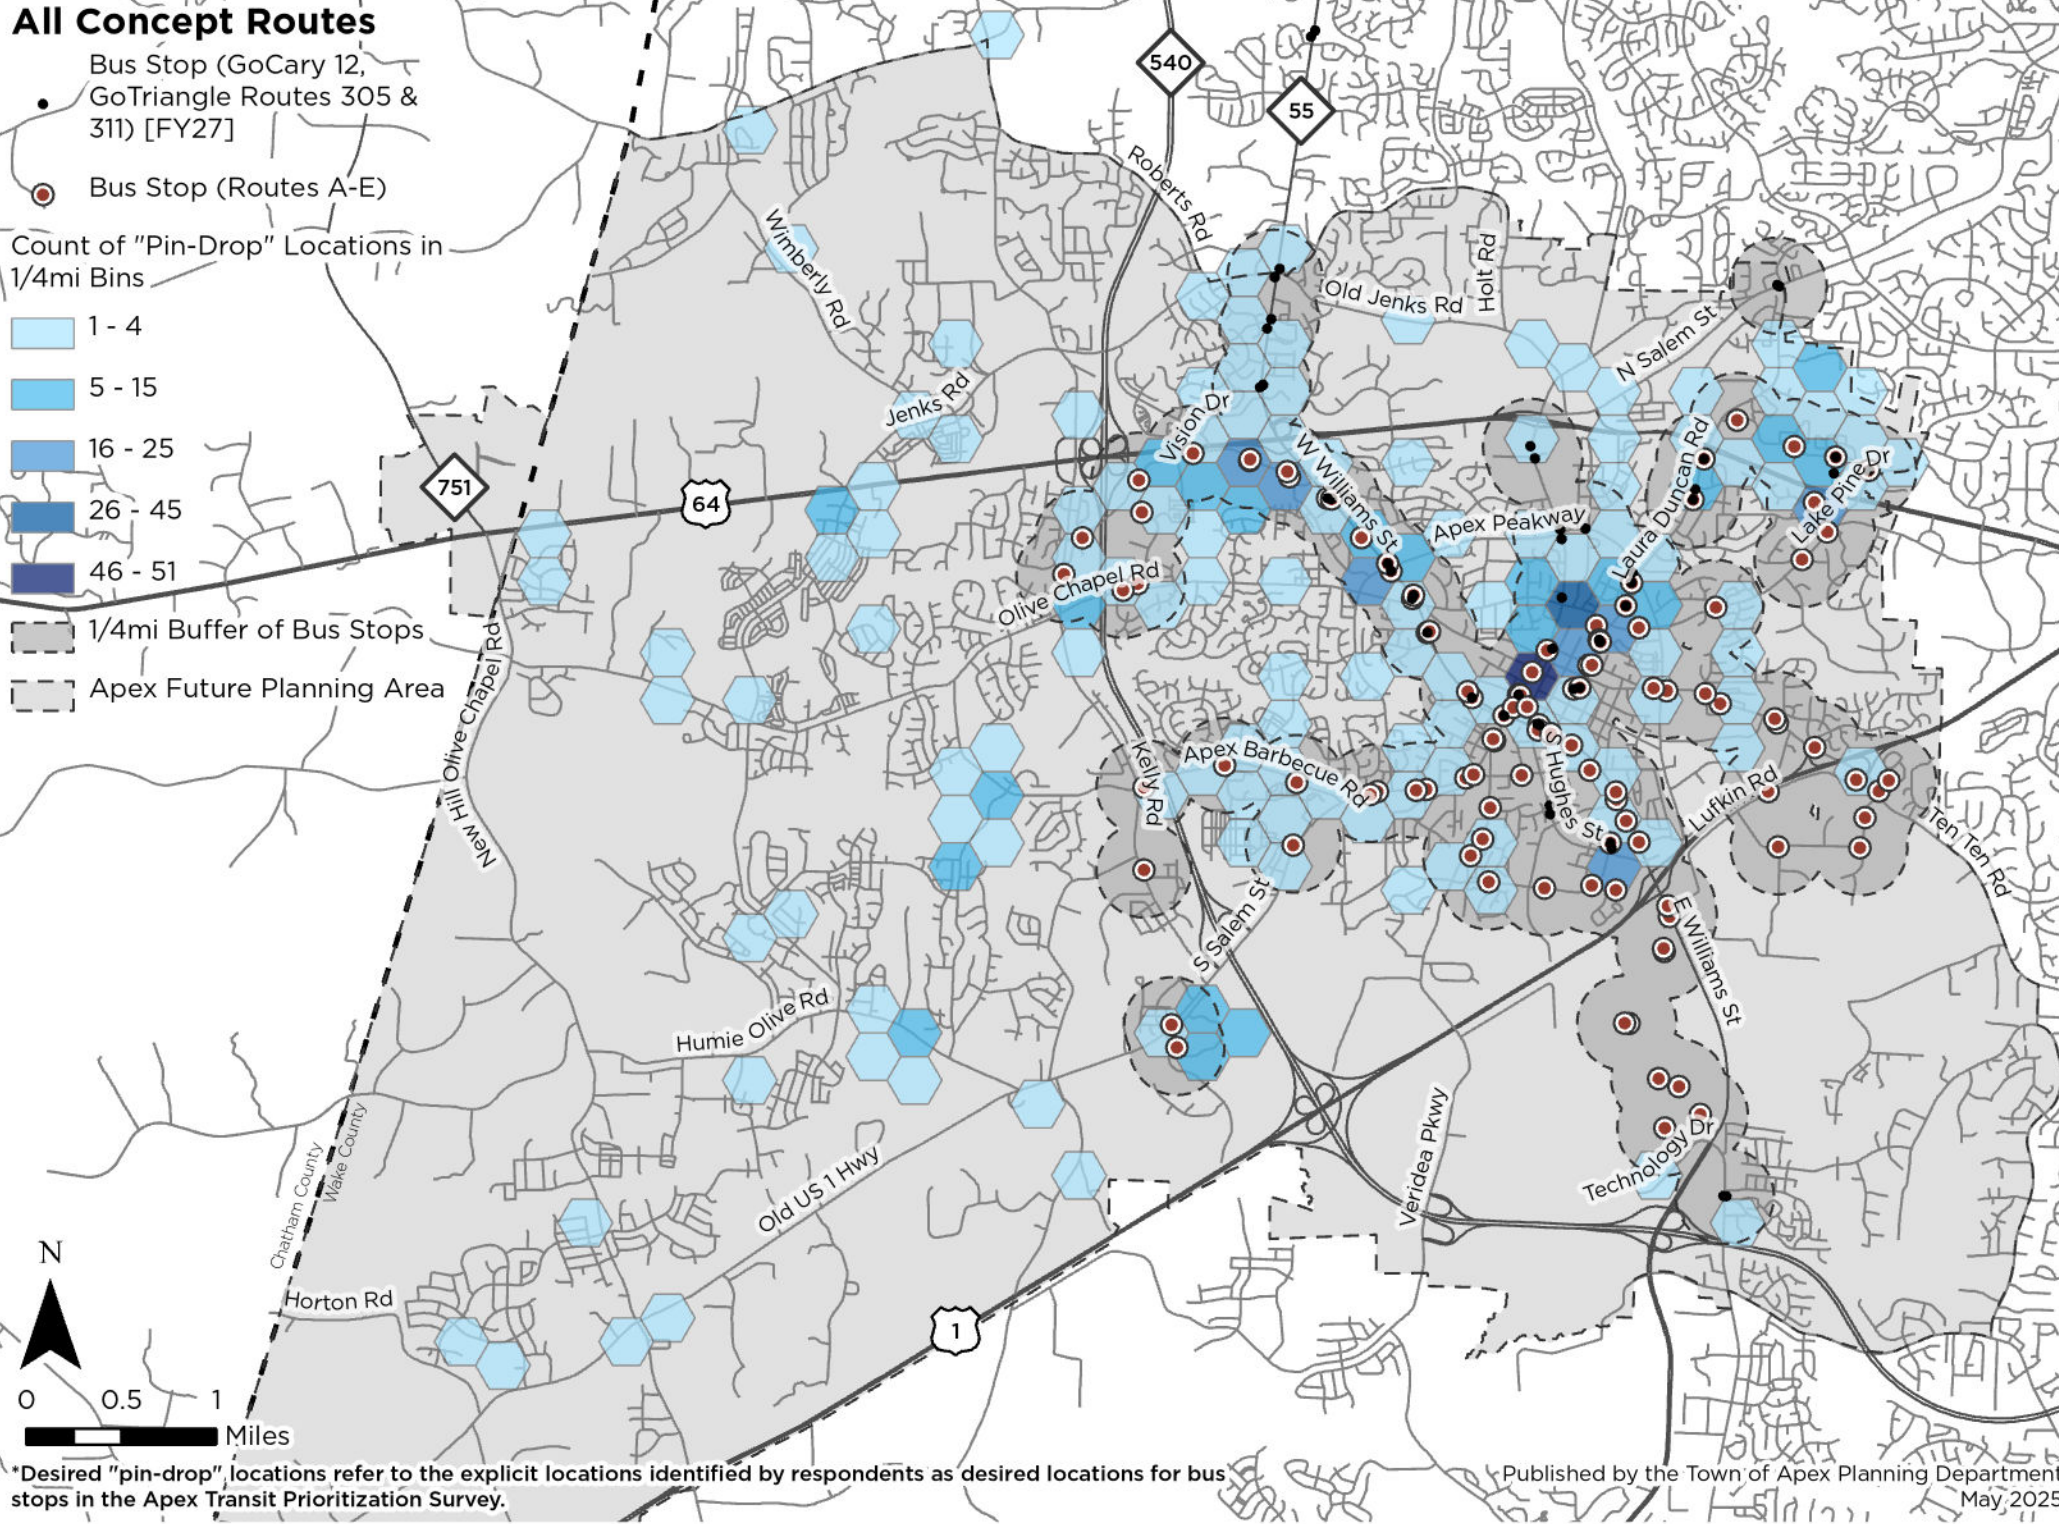 All Concept Routes
Bus Stop (GoCary 12,
GoTriangle Routes 305 &
311) [FY27]
Bus Stop (Routes A-E)
Count of "Pin-Drop" Locations in
1/4mi Bins
1 - 4
5 - 15
16 - 25
26 - 45
46 - 51
1/4mi Buffer of Bus Stops
Apex Future Planning Area
540
55
751
64
1
Roberts Rd
Wimberly Rd
Old Jenks Rd
Holt Rd
N Salem St
Jenks Rd
Vision Dr
W Williams St
Apex Peakway
Laura Duncan Rd
Lake Pine Dr
Olive Chapel Rd
New Hill Olive Chapel Rd
Kelly Rd
Apex Barbecue Rd
S Hughes St
Lufkin Rd
Ten Ten Rd
S Salem St
E Williams St
Humie Olive Rd
Old US 1 Hwy
Veridea Pkwy
Technology Dr
Chatham County
Wake County
Horton Rd
N
0 0.5 1
Miles
*Desired "pin-drop" locations refer to the explicit locations identified by respondents as desired locations for bus
stops in the Apex Transit Prioritization Survey.
Published by the Town of Apex Planning Department
May 2025